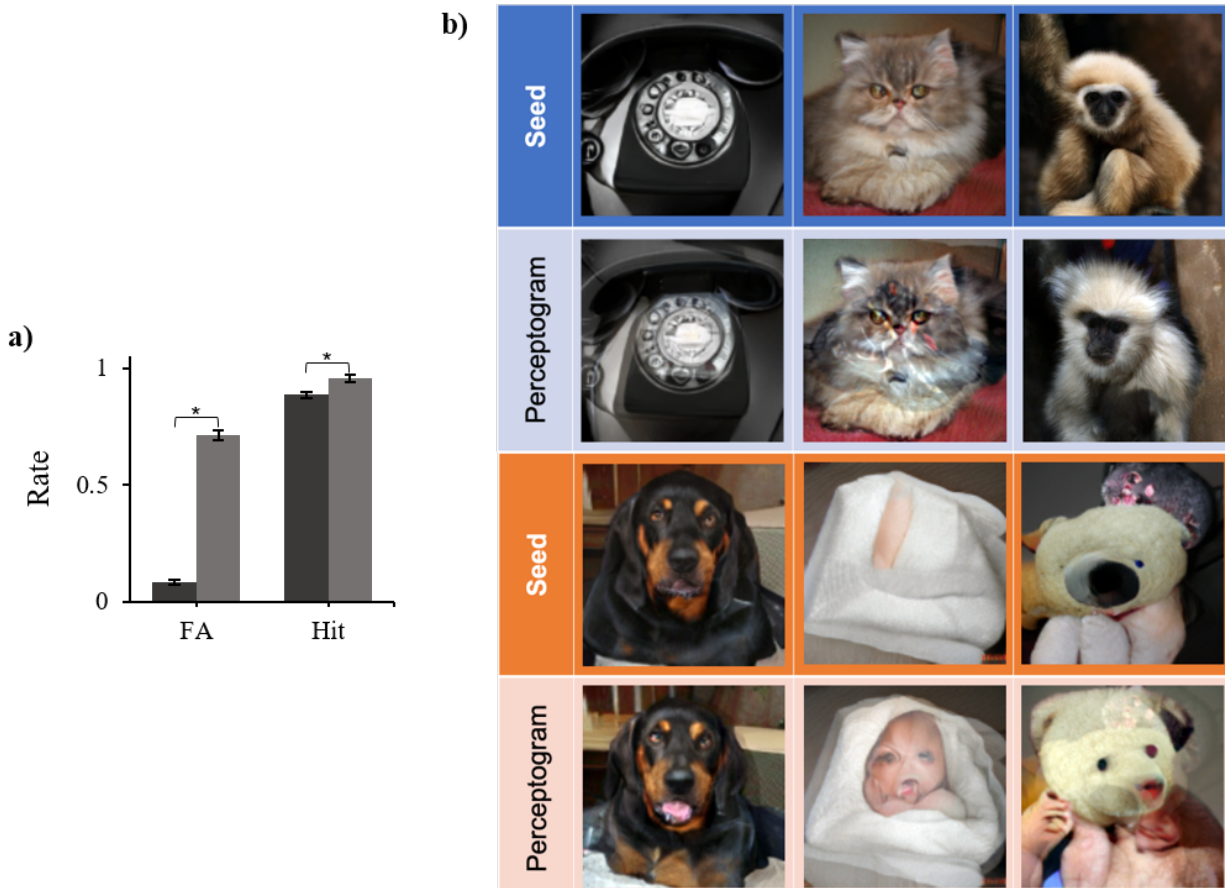 a)
*
*
1
0.5
0
Rate
FA
Hit
b)
Seed
Perceptogram
Seed
Perceptogram